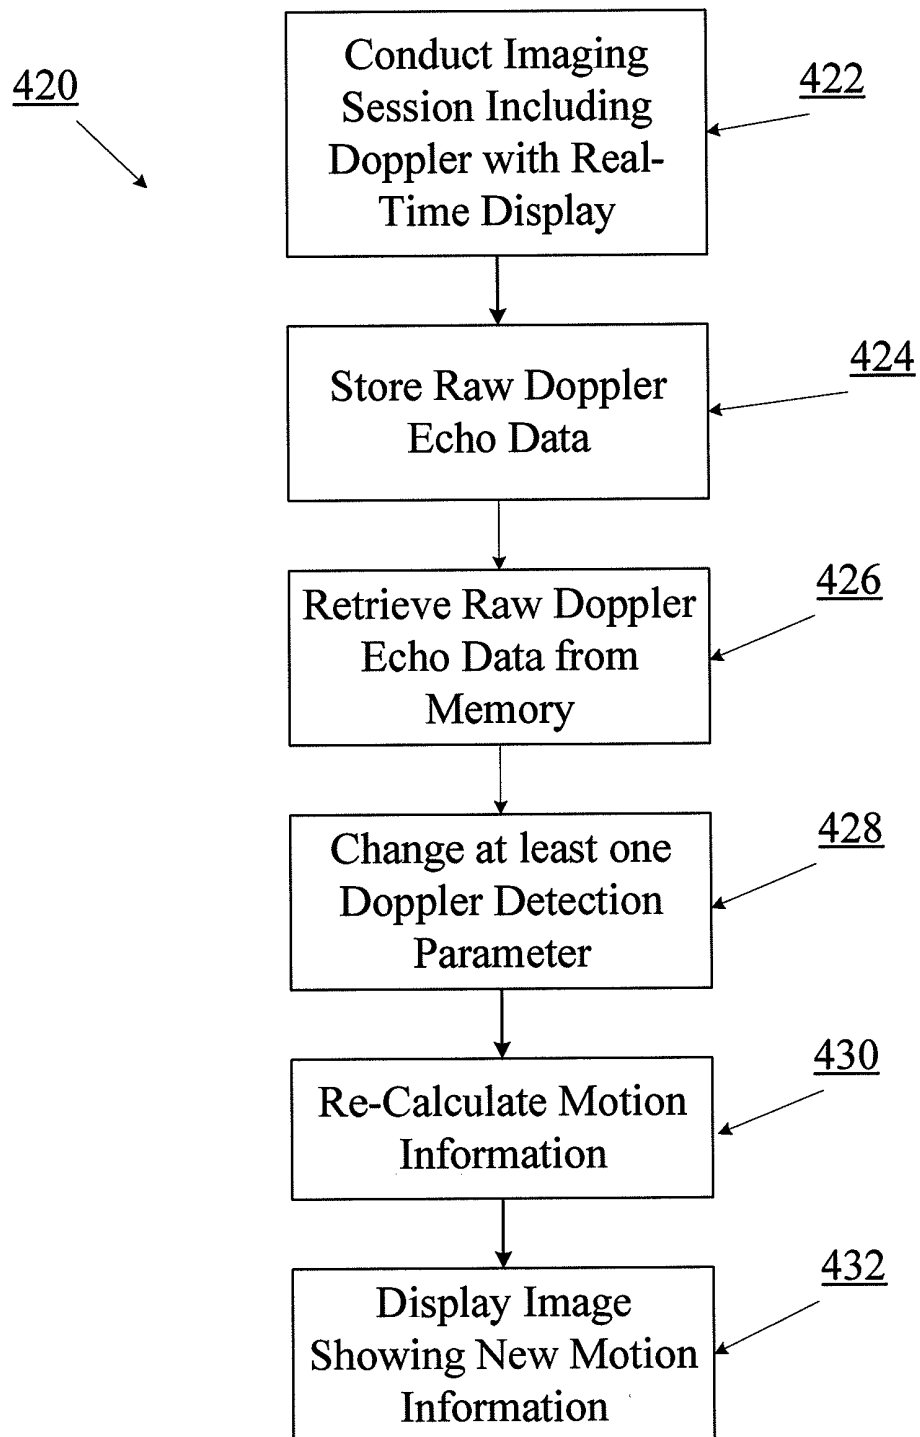 420
Conduct Imaging
Session Including
Doppler with Real-
Time Display
422
Store Raw Doppler
Echo Data
424
Retrieve Raw Doppler
Echo Data from
Memory
426
Change at least one
Doppler Detection
Parameter
428
Re-Calculate Motion
Information
430
Display Image
Showing New Motion
Information
432